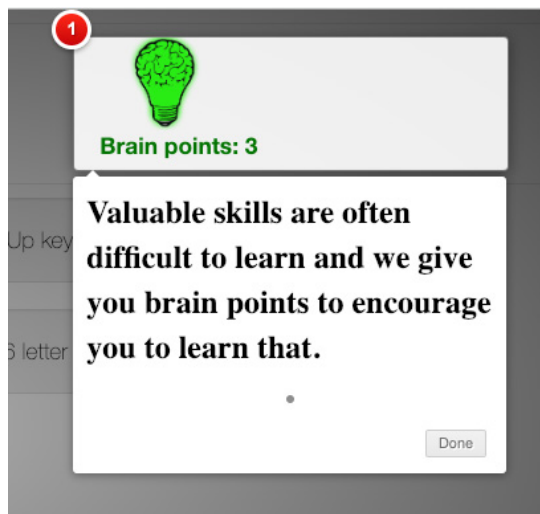 1
Brain points: 3
Valuable skills are often
difficult to learn and we give
you brain points to encourage
you to learn that.
Up key
6 letter
Done